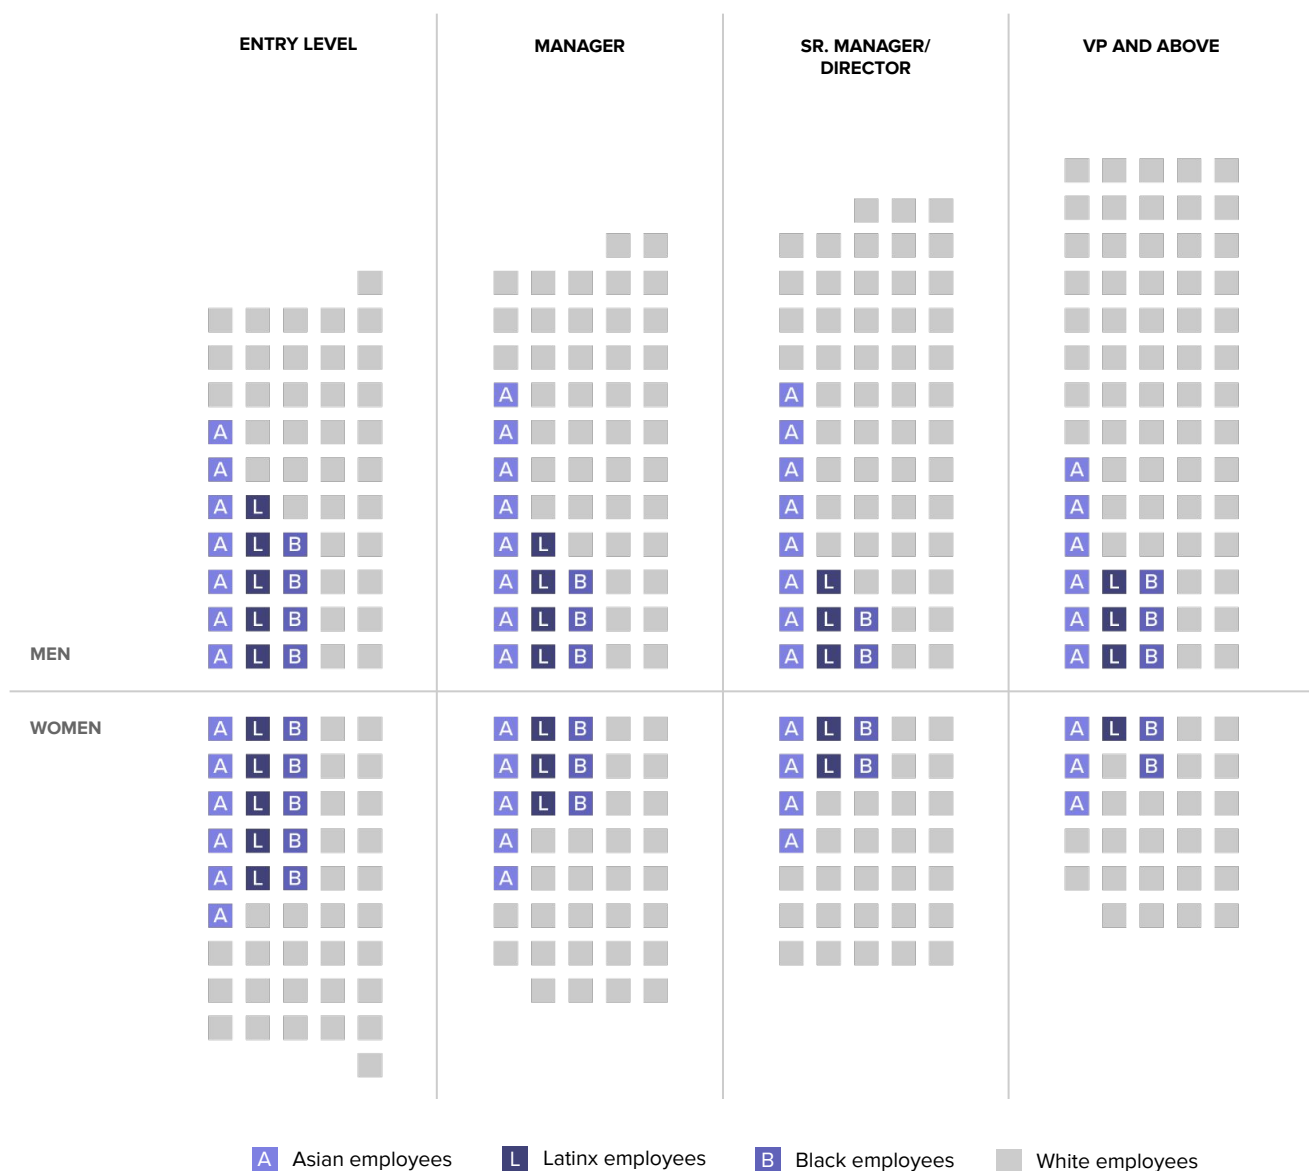 ENTRY LEVEL
MANAGER
SR. MANAGER/
DIRECTOR
VP AND ABOVE
A A
A A
A A A
A A A
A L A A A
A L B A L A A
A L B A L B A L A L B
A L B A L B A L B A L B
MEN A L B A L B A L B A L B
WOMEN A L B A L B A L B A L B
A L B A L B A L B A B
A L B A L B A A
A L B A A
A L B A
A
A Asian employees
L Latinx employees
B Black employees
White employees